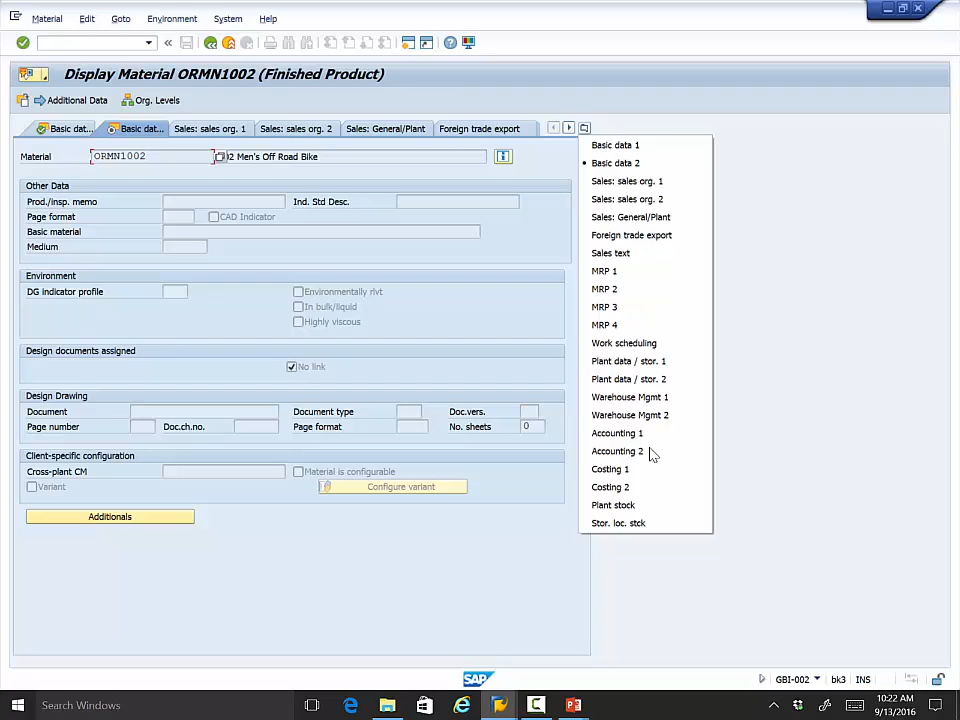 Material Edit Goto Environment System Help
Display Material ORMN1002 (Finished Product)
Additional Data Org. Levels
Basic dat... Basic dat... Sales: sales org. 1 Sales: sales org. 2 Sales: General/Plant Foreign trade export
Material ORMN1002 02 Men's Off Road Bike
Other Data
Prod./insp. memo Ind. Std Desc.
Page format CAD Indicator
Basic material
Medium
Environment
DG indicator profile Environmentally rlvt
In bulk/liquid
Highly viscous
Design documents assigned
No link
Design Drawing
Document Document type Doc.vers.
Page number Doc.ch.no. Page format No. sheets 0
Client-specific configuration
Cross-plant CM Material is configurable
Variant Configure variant
Additionals
Basic data 1
Basic data 2
Sales: sales org. 1
Sales: sales org. 2
Sales: General/Plant
Foreign trade export
Sales text
MRP 1
MRP 2
MRP 3
MRP 4
Work scheduling
Plant data / stor. 1
Plant data / stor. 2
Warehouse Mgmt 1
Warehouse Mgmt 2
Accounting 1
Accounting 2
Costing 1
Costing 2
Plant stock
Stor. loc. stck
SAP GBI-002 bk3 INS
Search Windows
10:22 AM
9/13/2016